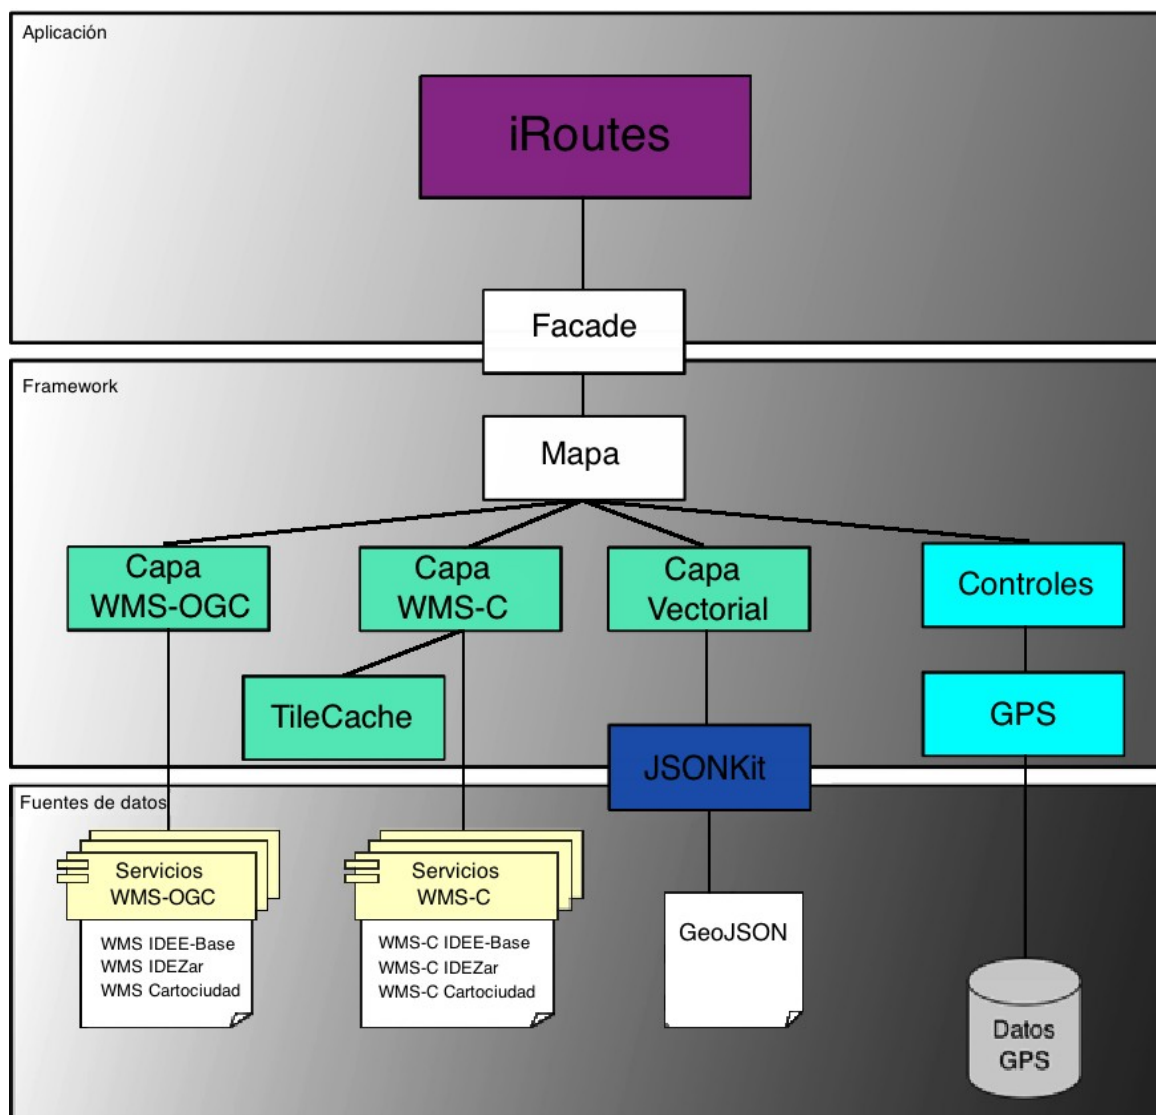 Aplicación
iRoutes
Facade
Framework
Mapa
Capa
WMS-OGC
Capa
WMS-C
Capa
Vectorial
Controles
TileCache
GPS
JSONKit
Fuentes de datos
Servicios
WMS-OGC
WMS IDEE-Base
WMS IDEZar
WMS Cartociudad
Servicios
WMS-C
WMS-C IDEE-Base
WMS-C IDEZar
WMS-C Cartociudad
GeoJSON
Datos
GPS